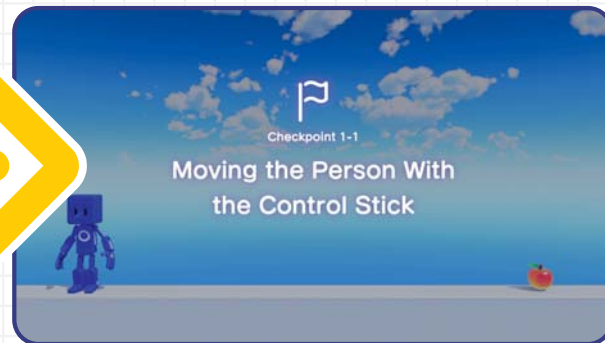 Checkpoint 1-1
Moving the Person With
the Control Stick